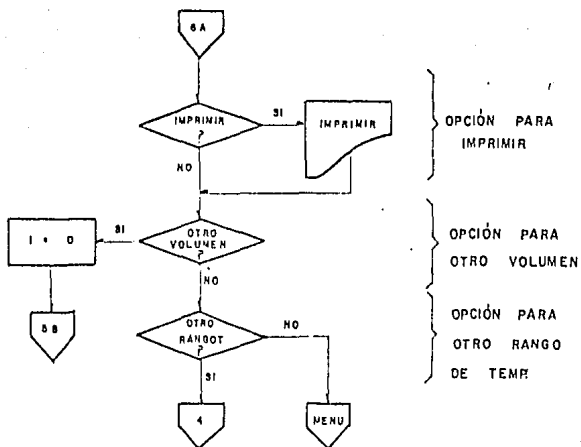 6A
IMPRIMIR
?
SI
IMPRIMIR
NO
OPCIÓN PARA
IMPRIMIR
OTRO
VOLUMEN
?
SI
NO
OPCIÓN PARA
OTRO VOLUMEN
OTRO
RANGOT
?
NO
SI
OPCIÓN PARA
OTRO RANGO
DE TEMP.
4
MENU